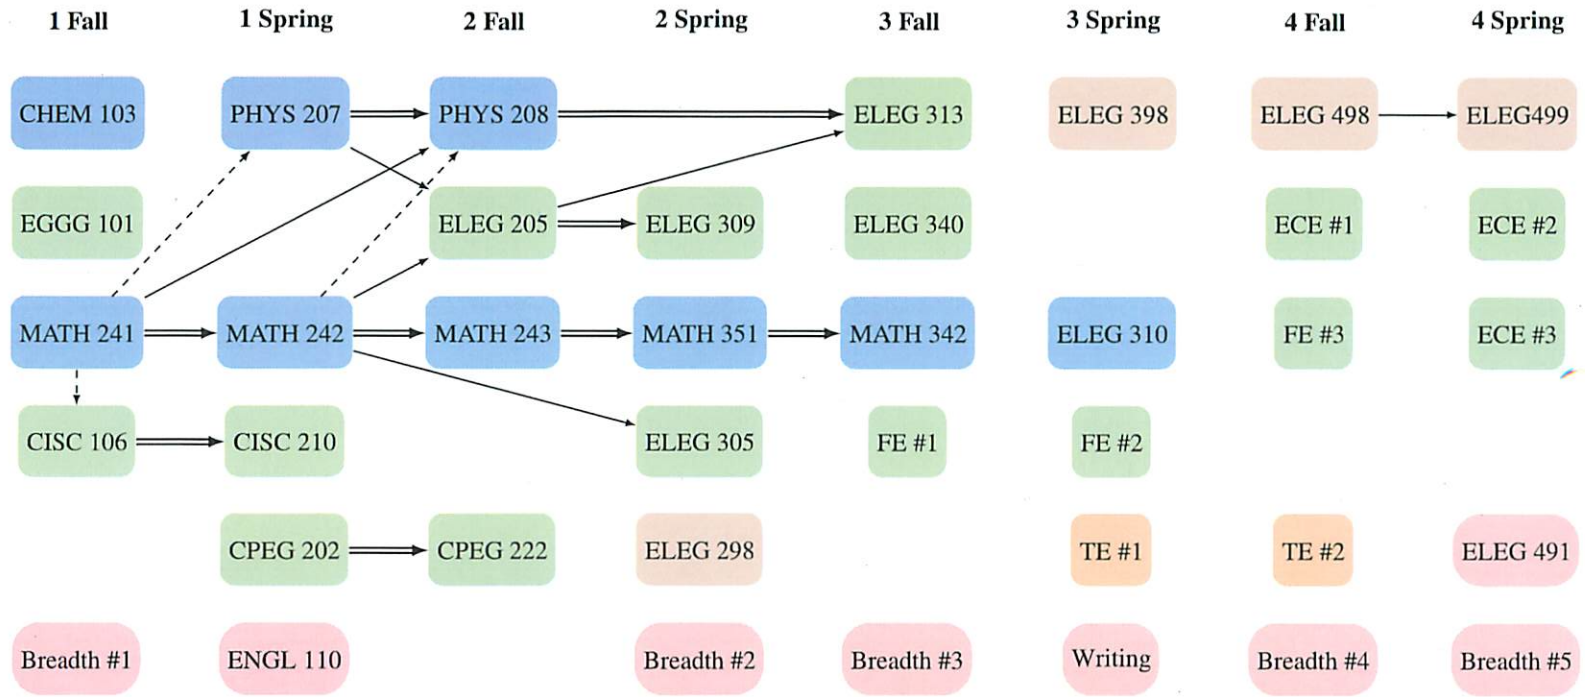 1 Fall 1 Spring 2 Fall 2 Spring 3 Fall 3 Spring 4 Fall 4 Spring
CHEM 103 PHYS 207 PHYS 208 ELEG 313 ELEG 398 ELEG 498 ELEG499
EGGG 101 ELEG 205 ELEG 309 ELEG 340 ECE #1 ECE #2
MATH 241 MATH 242 MATH 243 MATH 351 MATH 342 ELEG 310 FE #3 ECE #3
CISC 106 CISC 210 ELEG 305 FE #1 FE #2
CPEG 202 CPEG 222 ELEG 298 TE #1 TE #2 ELEG 491
Breadth #1 ENGL 110 Breadth #2 Breadth #3 Writing Breadth #4 Breadth #5